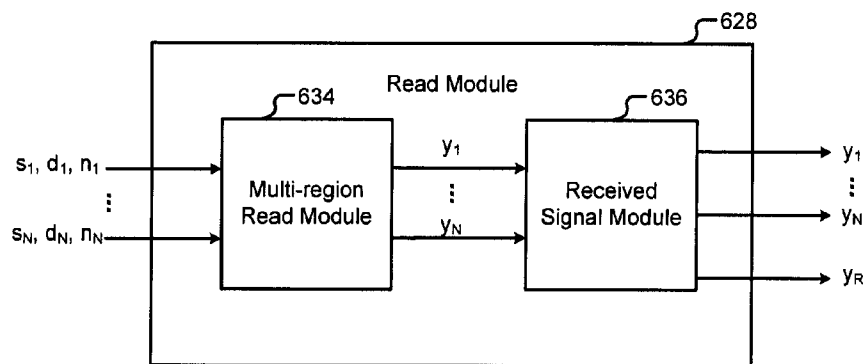 628
Read Module
634
636
s1, d1, n1
⋮
sN, dN, nN
Multi-region
Read Module
y1
⋮
yN
Received
Signal Module
y1
⋮
yN
yR